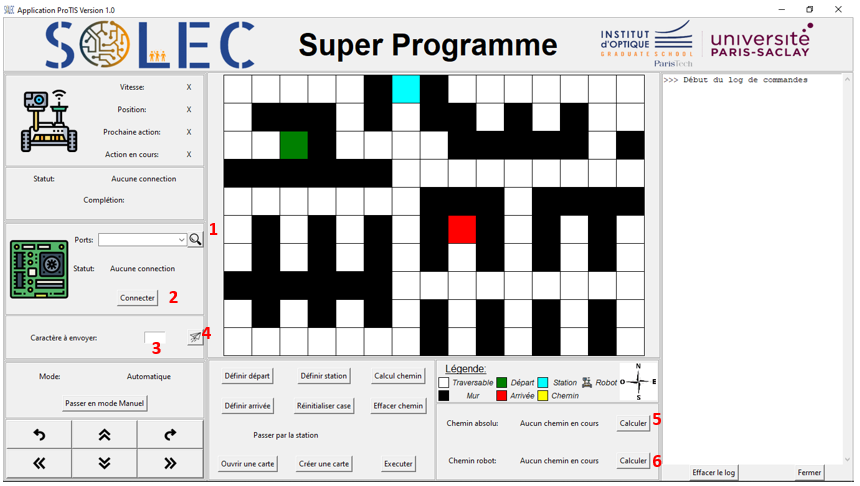 Application ProTIS Version 1.0
SOLEC
Super Programme
INSTITUT
D'OPTIQUE
GRADUATE SCHOOL
ParisTech
université
PARIS-SACLAY
Vitesse: X
Position: X
Prochaine action: X
Action en cours: X
Statut: Aucune connection
Complétion:
1
Ports:
Statut: Aucune connection
Connecter 2
4
Caractère à envoyer:
3
Mode: Automatique
Passer en mode Manuel
>>> Début du log de commandes
Définir départ Définir station Calcul chemin
Définir arrivée Réinitialiser case Effacer chemin
Passer par la station
Ouvrir une carte Créer une carte Executer
Légende:
Traversable Départ Station Robot
Mur Arrivée Chemin
N
O E
S
Chemin absolu: Aucun chemin en cours Calculer 5
Chemin robot: Aucun chemin en cours Calculer 6
Effacer le log Fermer